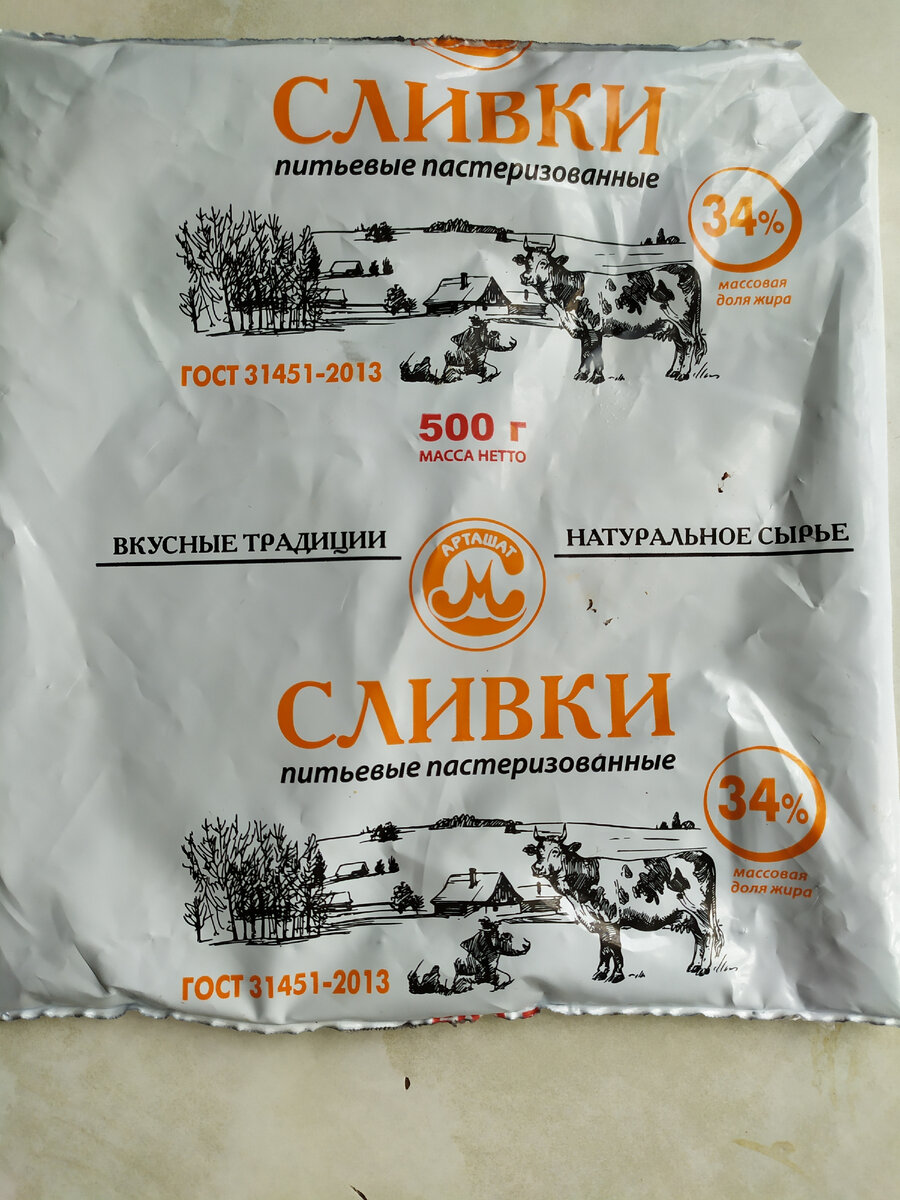 СЛИВКИ
питьевые пастеризованные
34%
массовая
доля жира
ГОСТ 31451-2013
500 г
МАССА НЕТТО
ВКУСНЫЕ ТРАДИЦИИ
АРТАШАТ
НАТУРАЛЬНОЕ СЫРЬЕ
СЛИВКИ
питьевые пастеризованные
34%
массовая
доля жира
ГОСТ 31451-2013